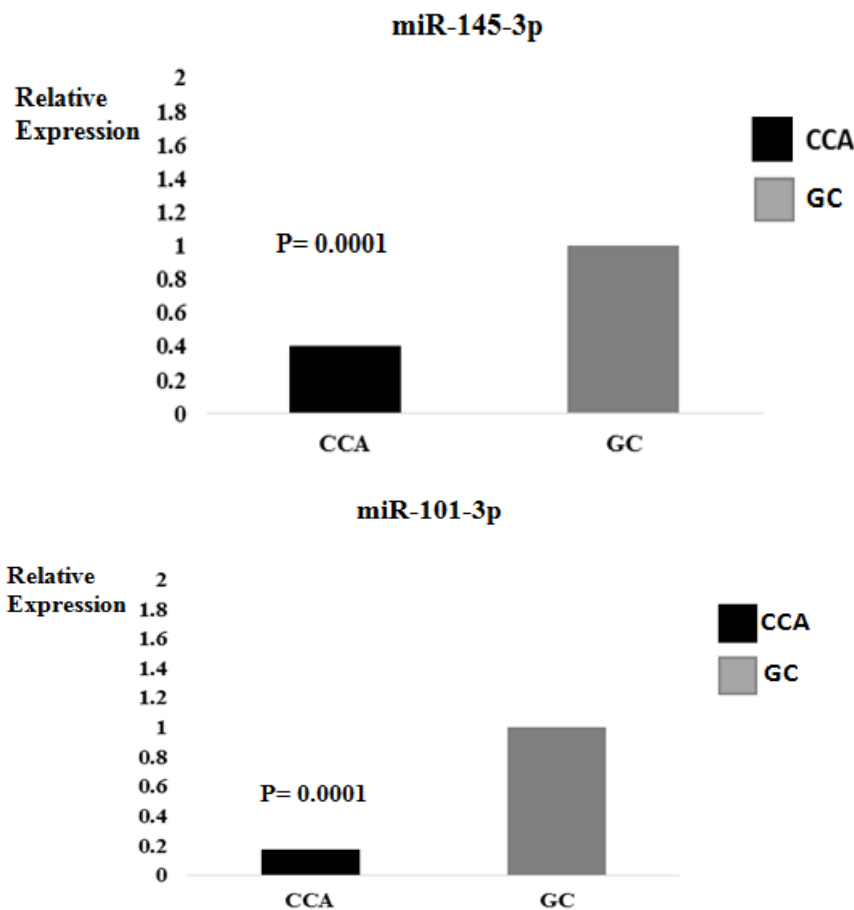 miR-145-3p
Relative
Expression
2
1.8
1.6
1.4
1.2
1
0.8
0.6
0.4
0.2
0
P= 0.0001
CCA
GC
CCA
GC
miR-101-3p
Relative
Expression
2
1.8
1.6
1.4
1.2
1
0.8
0.6
0.4
0.2
0
P= 0.0001
CCA
GC
CCA
GC